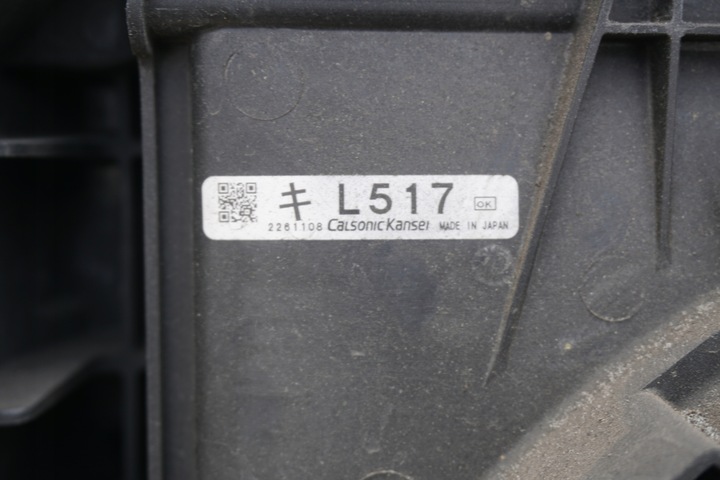 キ L517 OK
2261108 CalsonicKansei MADE IN JAPAN